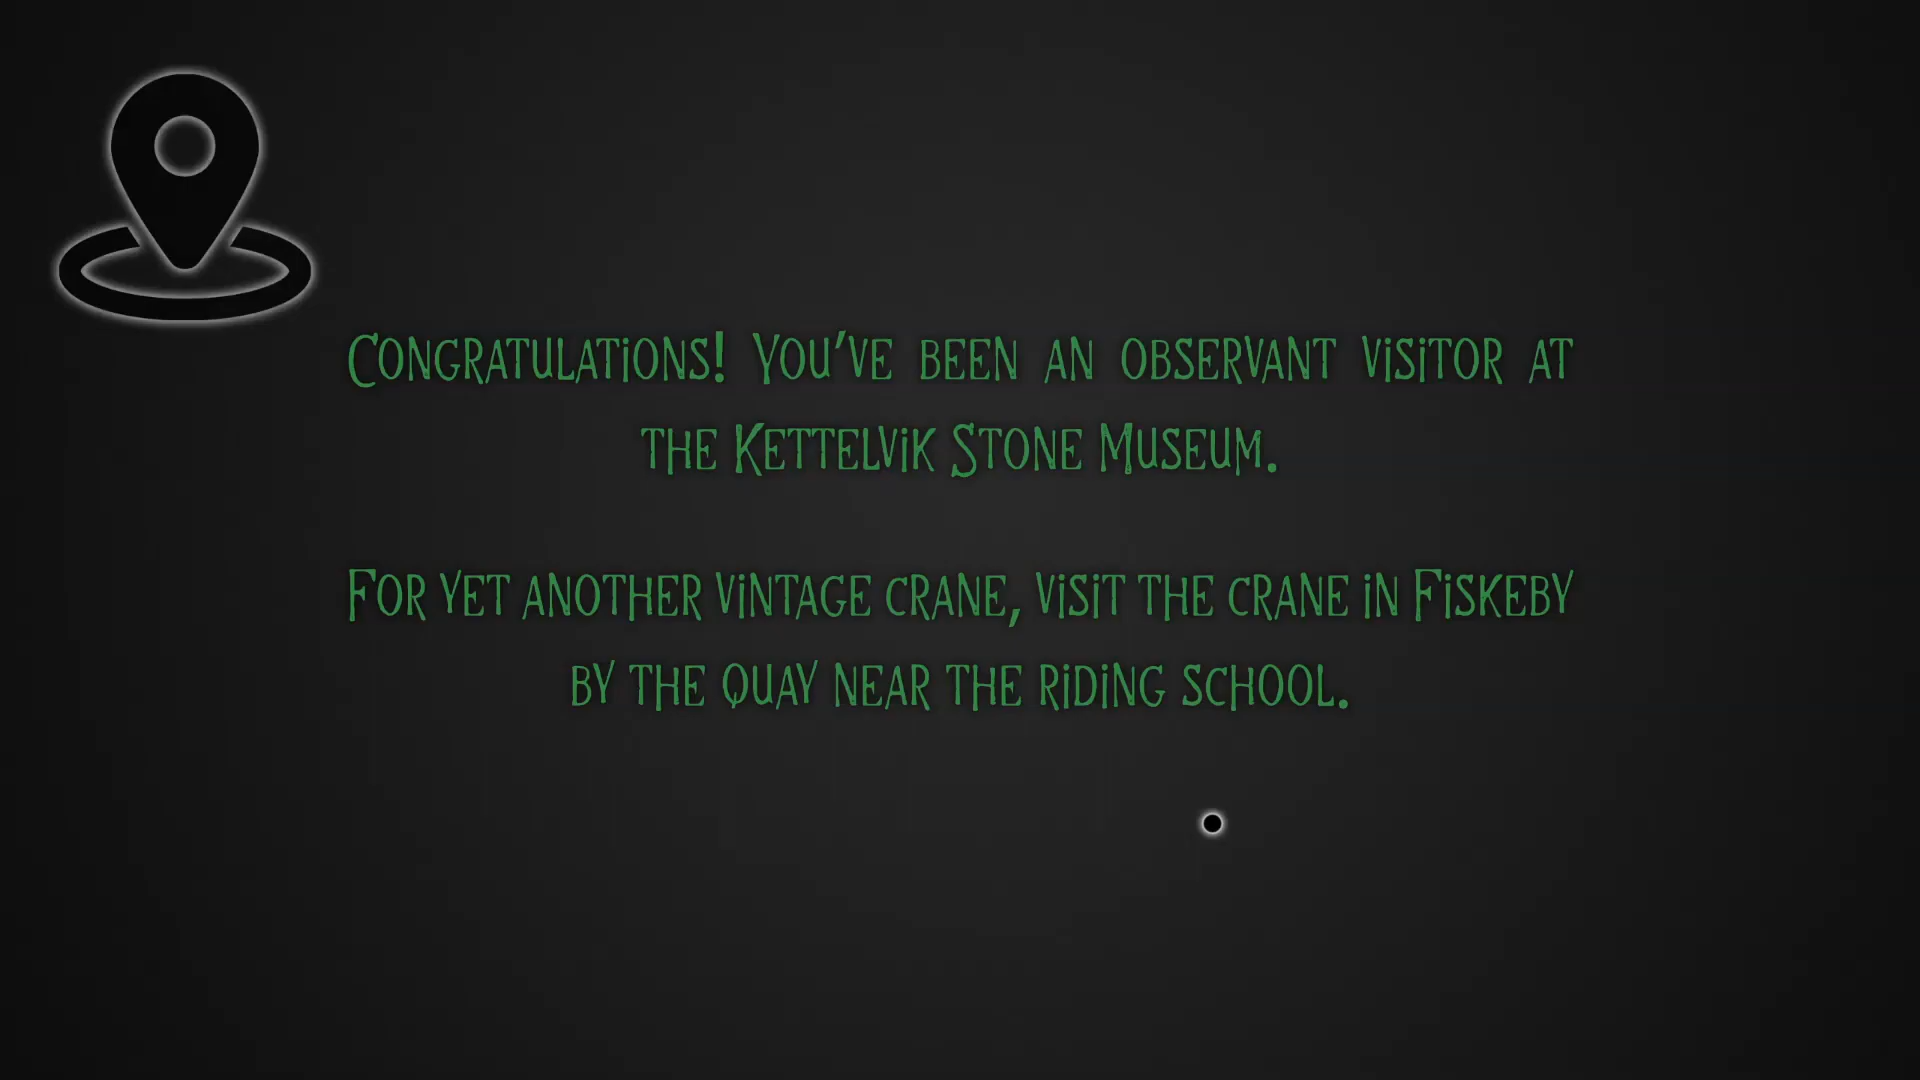 Congratulations! You've been an observant visitor at
the Kettelvik Stone Museum.
For yet another vintage crane, visit the crane in Fiskeby
by the quay near the riding school.